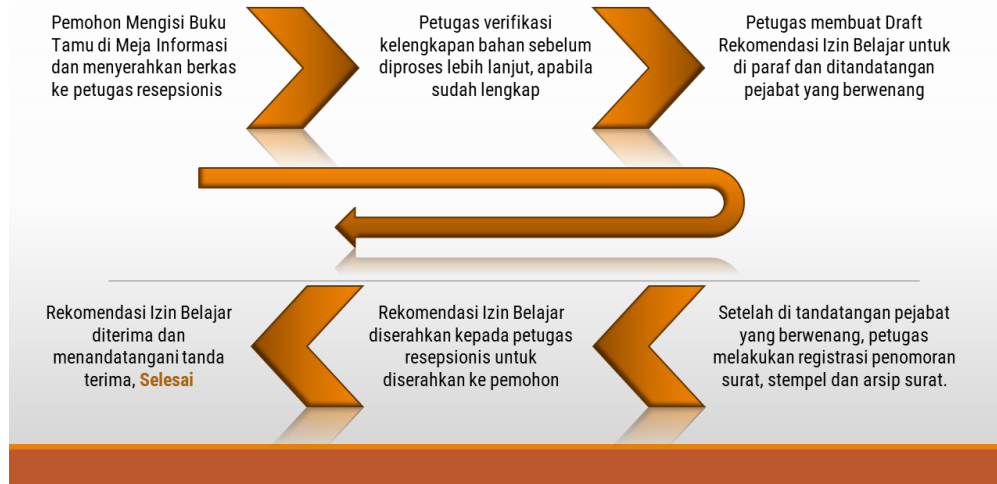 Pemohon Mengisi Buku
Tamu di Meja Informasi
dan menyerahkan berkas
ke petugas resepsionis
Petugas verifikasi
kelengkapan bahan sebelum
diproses lebih lanjut, apabila
sudah lengkap
Petugas membuat Draft
Rekomendasi Izin Belajar untuk
di paraf dan ditandatangan
pejabat yang berwenang
Setelah di tandatangan pejabat
yang berwenang, petugas
melakukan registrasi penomoran
surat, stempel dan arsip surat.
Rekomendasi Izin Belajar
diserahkan kepada petugas
resepsionis untuk
diserahkan ke pemohon
Rekomendasi Izin Belajar
diterima dan
menandatangani tanda
terima, Selesai